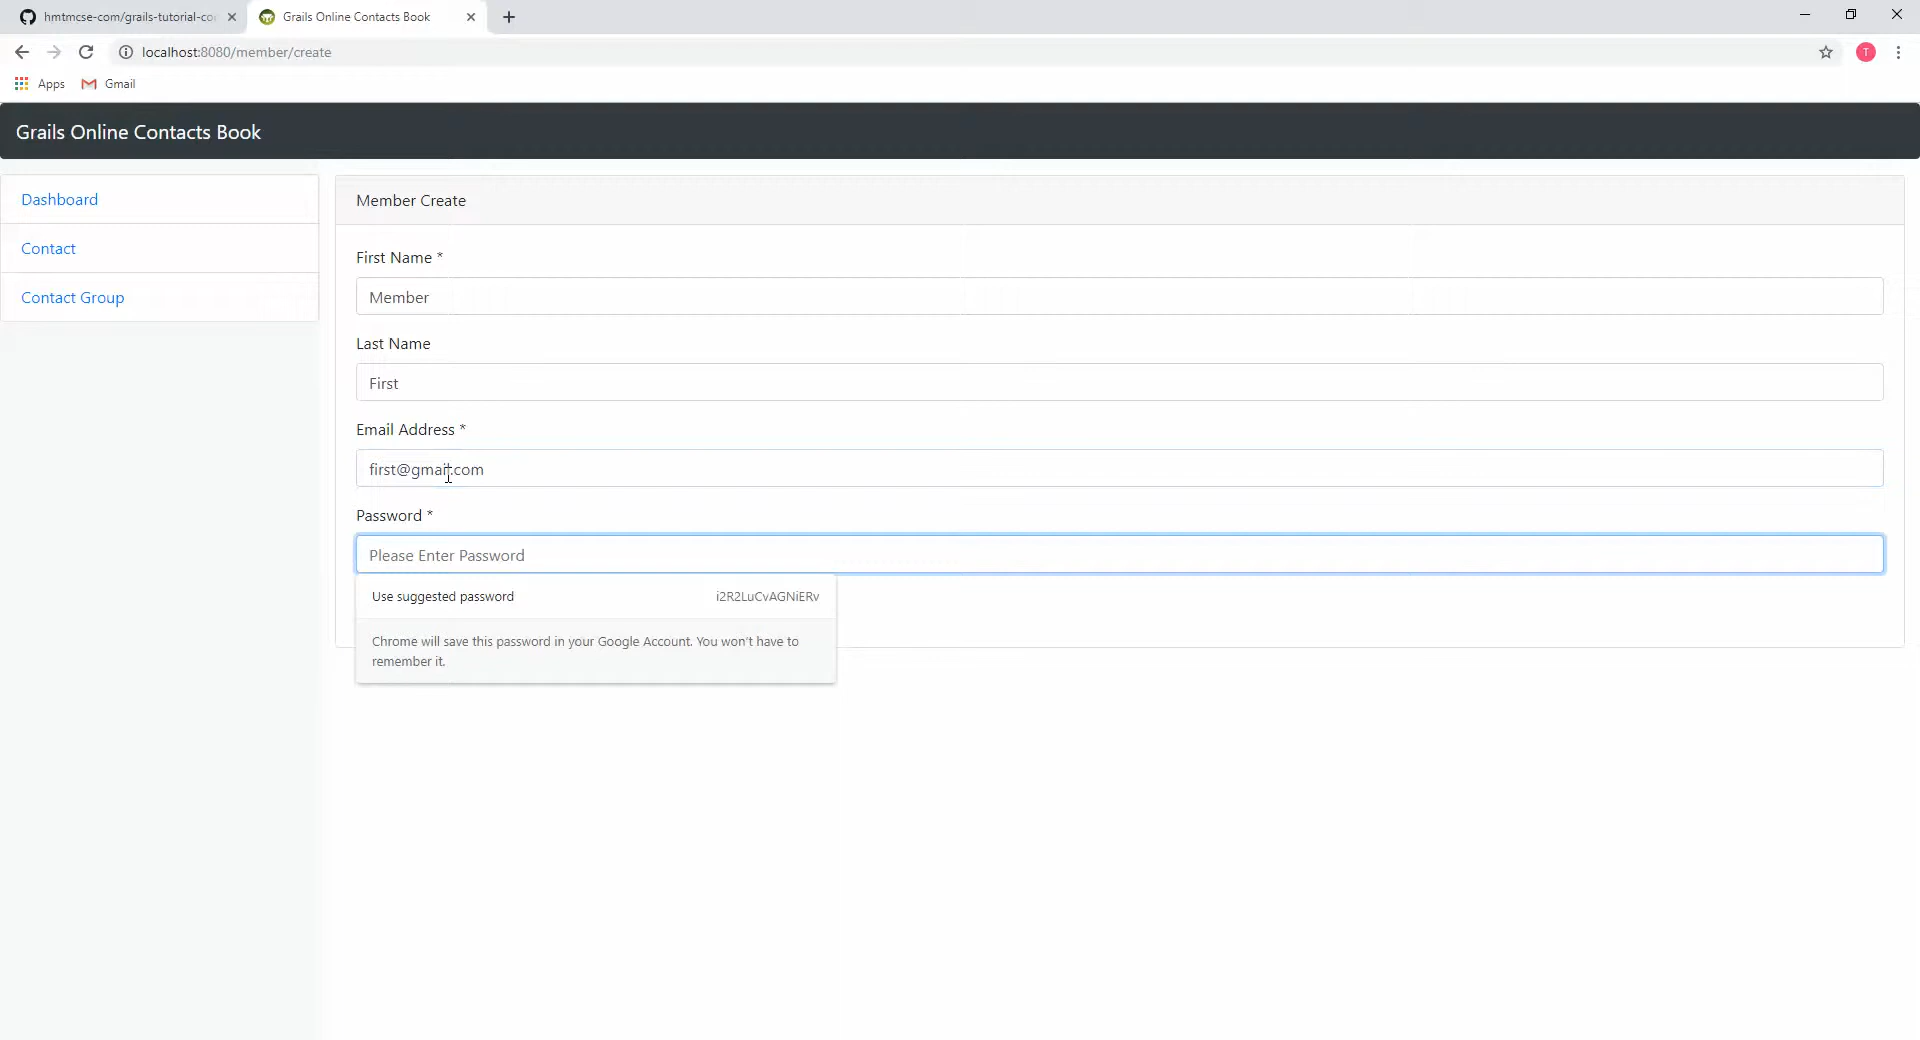 hmtmcse-com/grails-tutorial-co
Grails Online Contacts Book
localhost:8080/member/create
T
Apps
Gmail
Grails Online Contacts Book
Dashboard
Contact
Contact Group
Member Create
First Name *
Member
Last Name
First
Email Address *
first@gmail.com
Password *
Please Enter Password
Use suggested password i2R2LuCvAGNiERv
Chrome will save this password in your Google Account. You won't have to
remember it.